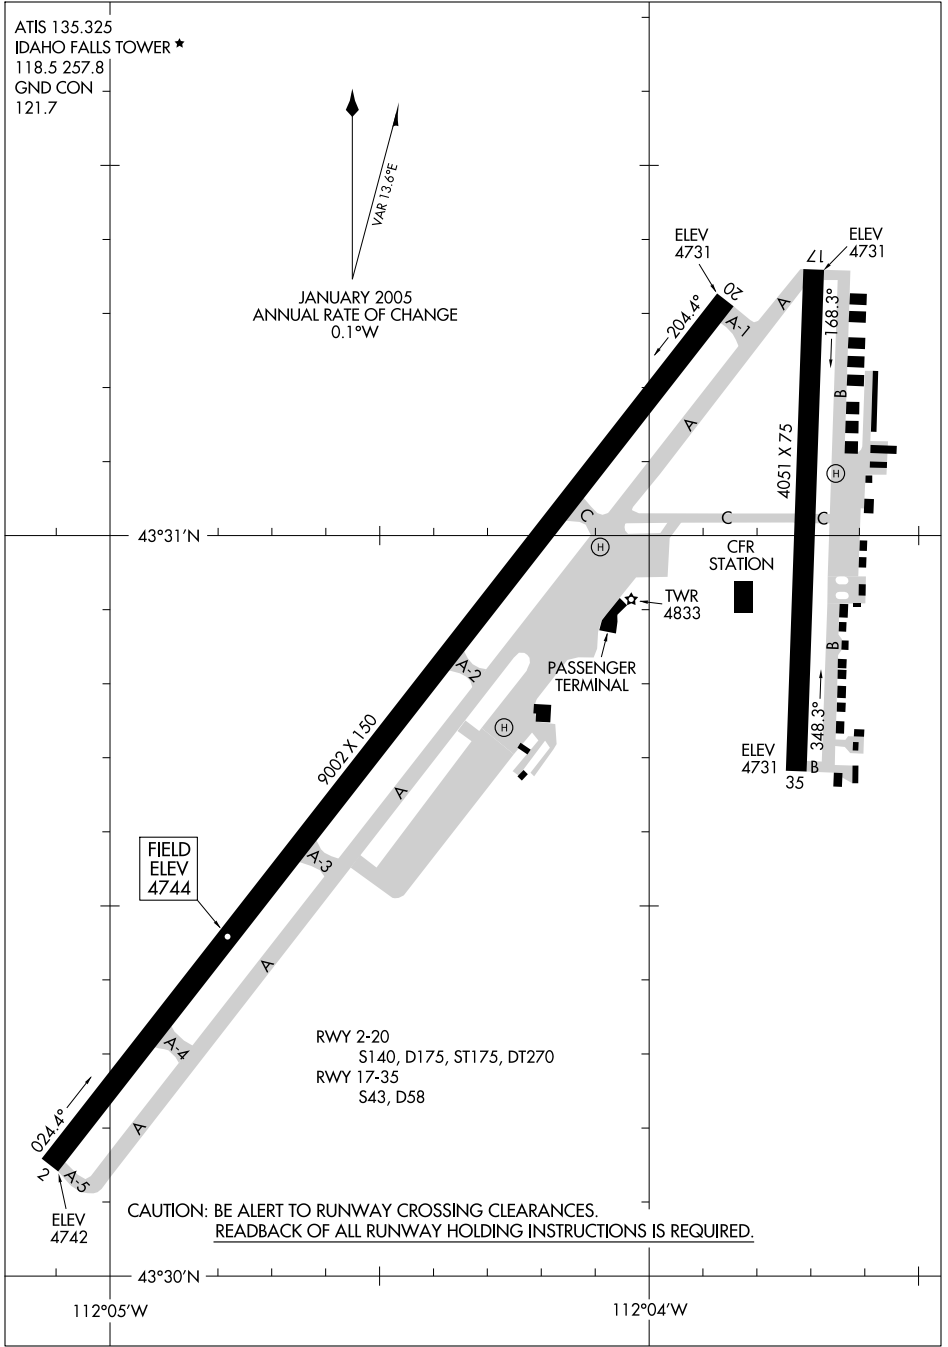 ATIS 135.325
IDAHO FALLS TOWER ★
118.5 257.8
GND CON
121.7
VAR 13.6°E
JANUARY 2005
ANNUAL RATE OF CHANGE
0.1°W
ELEV
4731
20
204.4°
A-1
A
ELEV
4731
17
168.3°
B
A
4051 X 75
H
C
C
C
43°31'N
H
CFR
STATION
TWR
4833
PASSENGER
TERMINAL
A-2
B
H
9002 X 150
348.3°
ELEV
4731
35
B
A
A-3
FIELD
ELEV
4744
A
RWY 2-20
S140, D175, ST175, DT270
RWY 17-35
S43, D58
A-4
024.4°
A
2
A-5
ELEV
4742
CAUTION: BE ALERT TO RUNWAY CROSSING CLEARANCES.
READBACK OF ALL RUNWAY HOLDING INSTRUCTIONS IS REQUIRED.
43°30'N
112°05'W
112°04'W